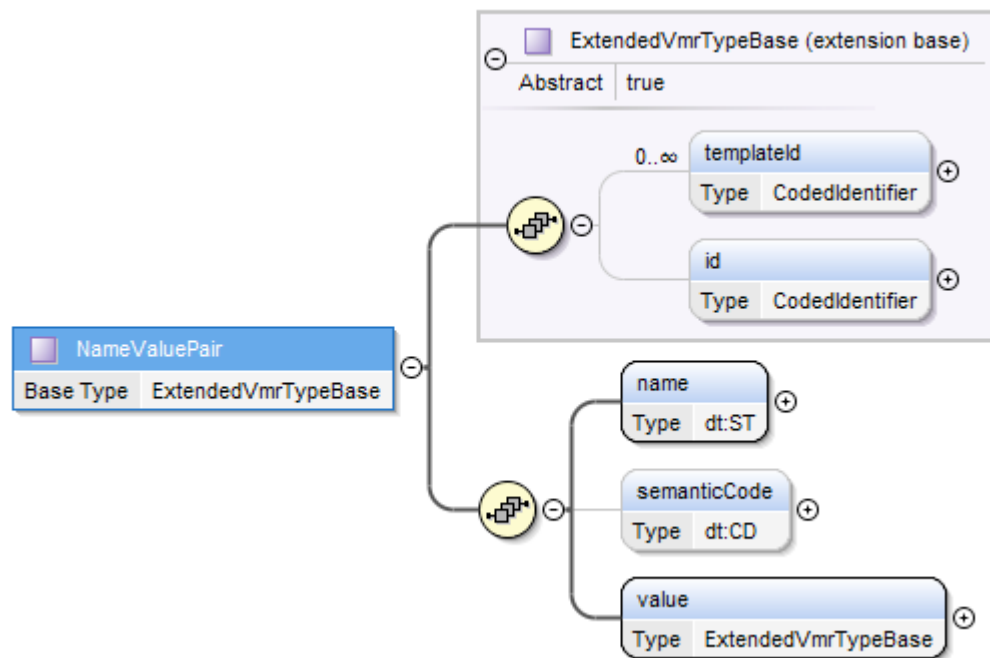 ExtendedVmrTypeBase (extension base)
Abstract true
0..∞ templateId
Type CodedIdentifier
id
Type CodedIdentifier
NameValuePair
Base Type ExtendedVmrTypeBase
name
Type dt:ST
semanticCode
Type dt:CD
value
Type ExtendedVmrTypeBase